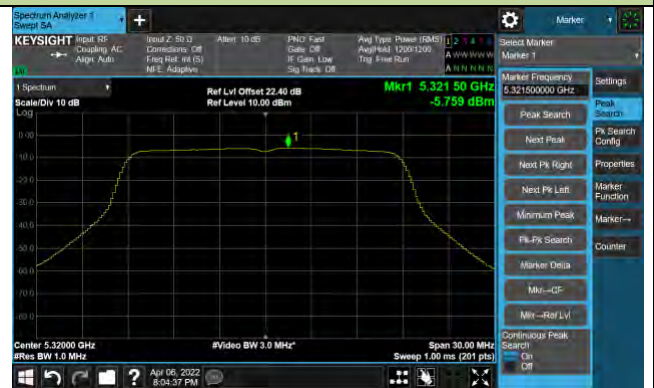 Spectrum Analyzer 1
Swept SA
Marker
KEYSIGHT
Input: RF
Coupling: AC
Align: Auto
Input Z: 50 Ω
Corrections: Off
Freq Ref: Int (S)
NFE: Adaptive
Atten: 10 dB
PNO: Fast
Gate: Off
IF Gain: Low
Sig Track: Off
Avg Type: Power (RMS)
Avg|Hold: 1200/1200
Trig: Free Run
1 2 3 4 5 6
A W W W W W
A N N N N N
Select Marker
Marker 1
1 Spectrum
Scale/Div 10 dB
Log
Ref Lvl Offset 22.40 dB
Ref Level 10.00 dBm
Mkr1 5.321 50 GHz
-5.759 dBm
Marker Frequency
5.321500000 GHz
Settings
Peak Search
Next Peak
Next Pk Right
Next Pk Left
Minimum Peak
Pk-Pk Search
Marker Delta
Mkr→CF
Mkr→Ref Lvl
Continuous Peak
Search
On
Off
Peak
Search
Pk Search
Config
Properties
Marker
Function
Marker→
Counter
1
0.00
-10.0
-20.0
-30.0
-40.0
-50.0
-60.0
-70.0
-80.0
Center 5.32000 GHz
#Res BW 1.0 MHz
#Video BW 3.0 MHz*
Span 30.00 MHz
Sweep 1.00 ms (201 pts)
Apr 06, 2022
8:04:37 PM